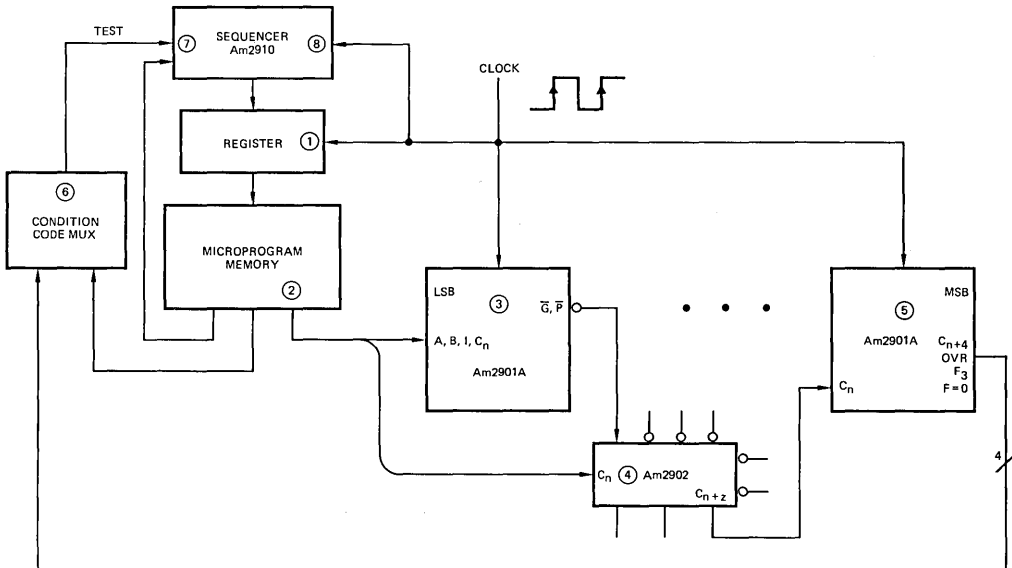 TEST
7
SEQUENCER
Am2910
8
CLOCK
REGISTER
1
6
CONDITION
CODE MUX
MICROPROGRAM
MEMORY
2
LSB
3
G̅, P̅
A, B, I, Cₙ
Am2901A
MSB
5
Am2901A
Cₙ₊₄
OVR
F₃
F = 0
Cₙ
Cₙ
4
Am2902
Cₙ₊z
4